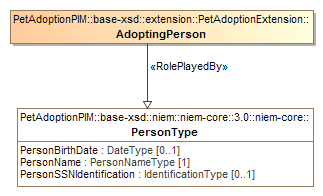 PetAdoptionPIM::base-xsd::extension::PetAdoptionExtension::
AdoptingPerson
«RolePlayedBy»
PetAdoptionPIM::base-xsd::niem::niem-core::3.0::niem-core::
PersonType
PersonBirthDate : DateType [0..1]
PersonName : PersonNameType [1]
PersonSSNIdentification : IdentificationType [0..1]